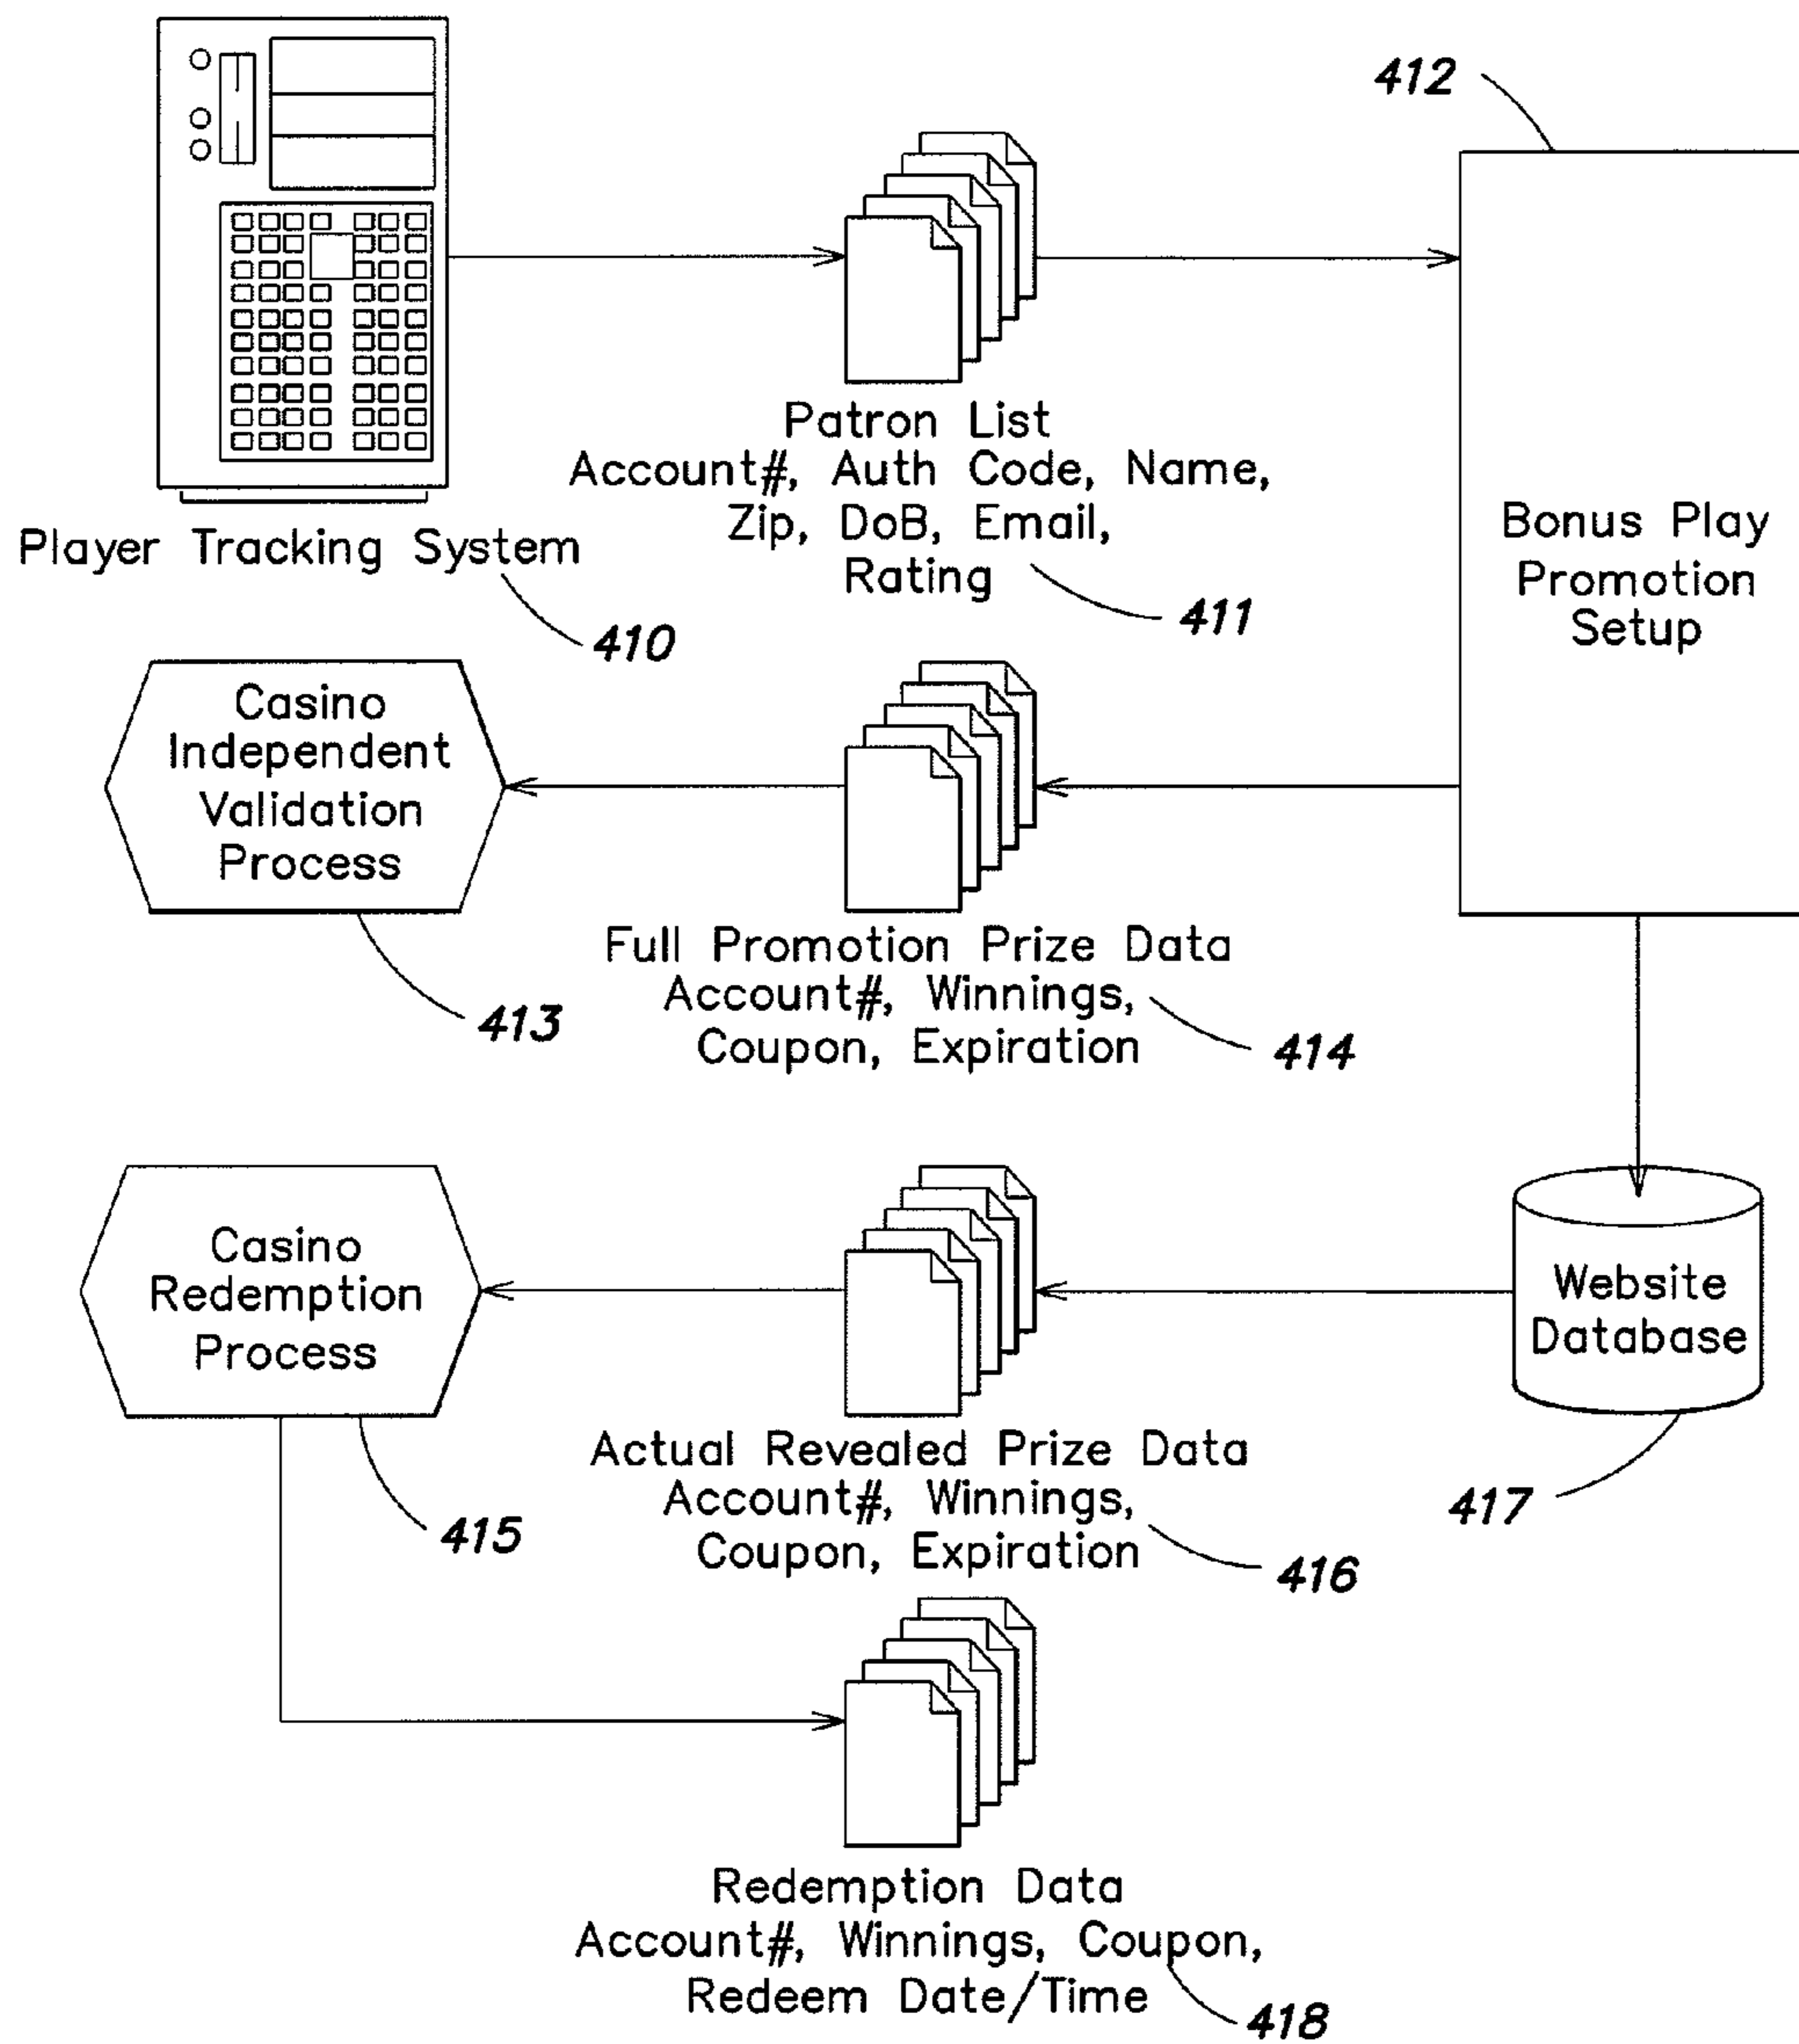 412
Patron List
Account#, Auth Code, Name,
Zip, DoB, Email,
Rating
411
Player Tracking System
410
Bonus Play
Promotion
Setup
Casino
Independent
Validation
Process
413
Full Promotion Prize Data
Account#, Winnings,
Coupon, Expiration
414
Casino
Redemption
Process
415
Website
Database
417
Actual Revealed Prize Data
Account#, Winnings,
Coupon, Expiration
416
Redemption Data
Account#, Winnings, Coupon,
Redeem Date/Time
418